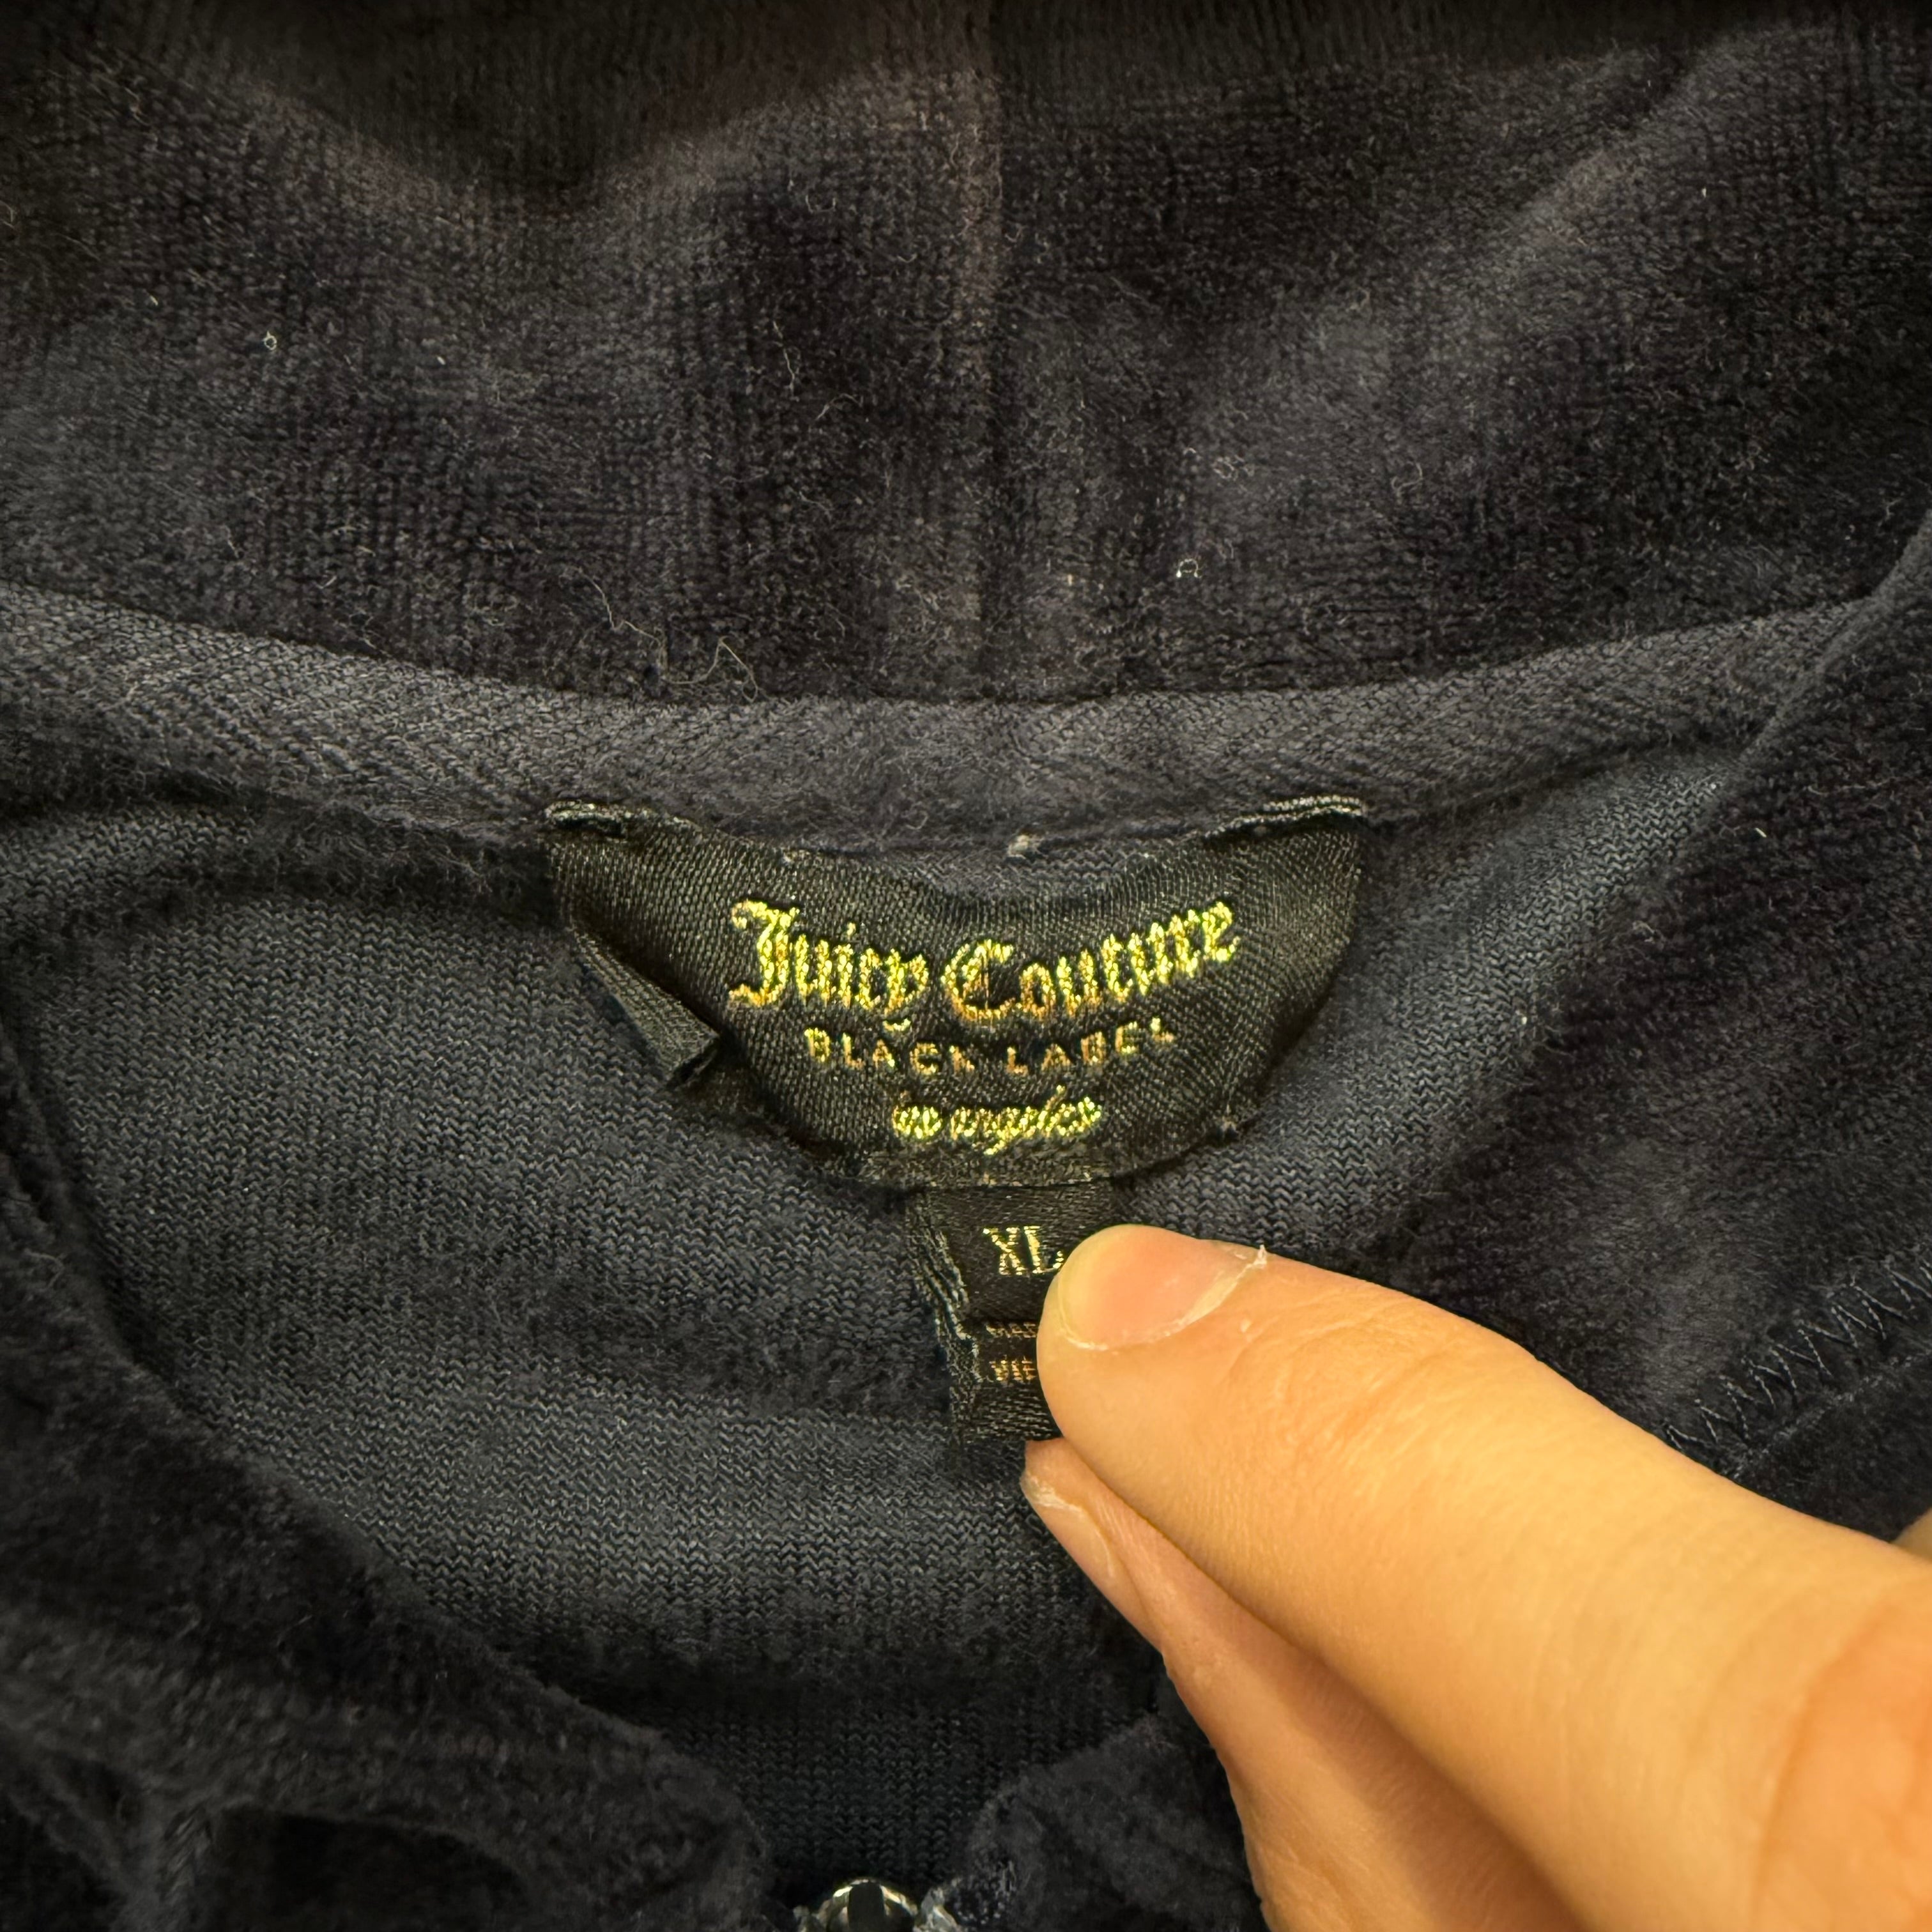 Juicy Couture
BLACK LABEL
los angeles
XL